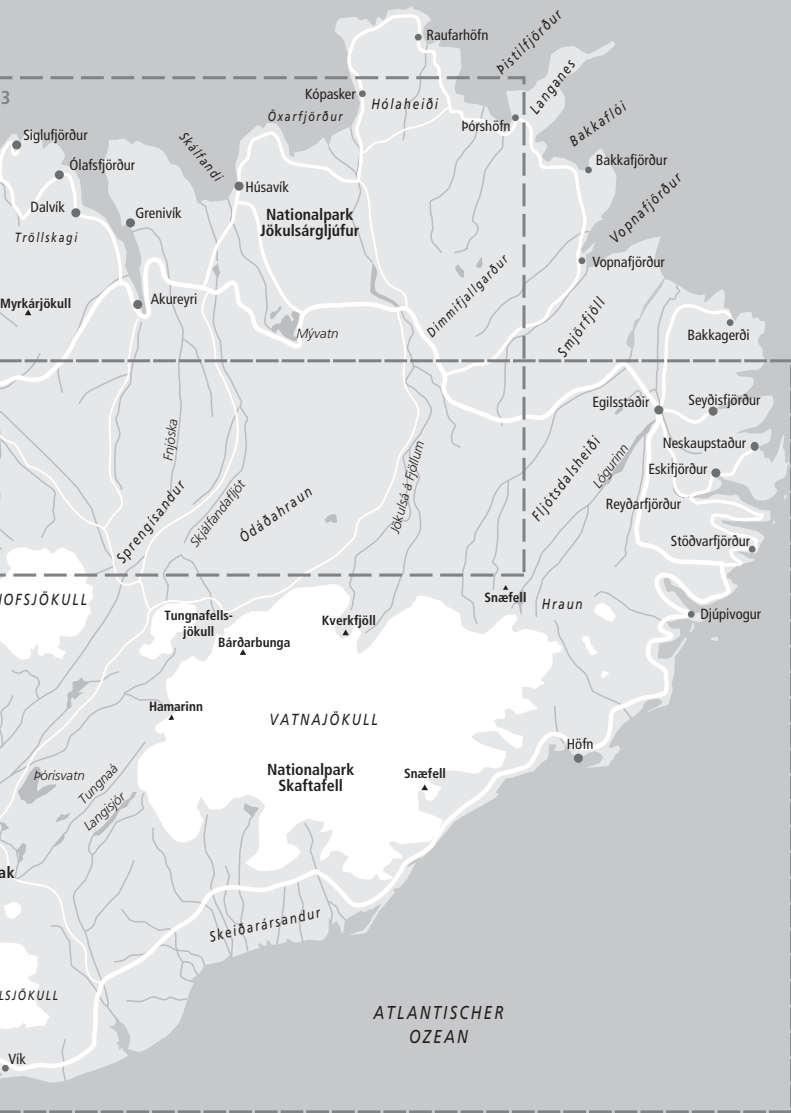 Raufarhöfn
Þistilfjörður
Langanes
3
Kópasker
Hólaheiði
Öxarfjörður
Þórshöfn
Bakkaflói
Siglufjörður
Skálfandi
Ólafsfjörður
Bakkafjörður
Húsavík
Dalvík
Grenivík
Nationalpark
Jökulsárgljúfur
Vopnafjörður
Tröllskagi
Vopnafjörður
Dimmifjallgarður
Myrkárjökull
Akureyri
Smjörfjöll
Mývatn
Bakkagerði
Egilsstaðir
Seyðisfjörður
Fnjóska
Neskaupstaður
Fljótsdalsheiði
Lögurinn
Eskifjörður
Jökulsá á Fjöllum
Sprengisandur
Skjálfandafljót
Ódáðahraun
Reyðarfjörður
Stöðvarfjörður
HOFSJÖKULL
Snæfell
Hraun
Tungnafells-
jökull
Kverkfjöll
Djúpivogur
Bárðarbunga
Hamarinn
VATNAJÖKULL
Höfn
Þórisvatn
Tungnaá
Langisjór
Nationalpark
Skaftafell
Snæfell
ak
Skeiðarársandur
LSJÖKULL
ATLANTISCHER
OZEAN
Vík